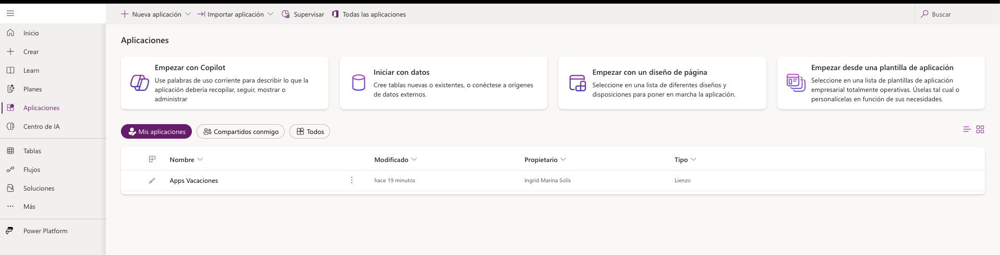 Nueva aplicación
Importar aplicación
Supervisar
Todas las aplicaciones
Buscar
Inicio
Crear
Learn
Planes
Aplicaciones
Centro de IA
Tablas
Flujos
Soluciones
Más
Power Platform
Aplicaciones
Empezar con Copilot
Use palabras de uso corriente para describir lo que la
aplicación debería recopilar, seguir, mostrar o
administrar
Iniciar con datos
Cree tablas nuevas o existentes, o conéctese a orígenes
de datos externos.
Empezar con un diseño de página
Seleccione en una lista de diferentes diseños y
disposiciones para poner en marcha la aplicación.
Empezar desde una plantilla de aplicación
Seleccione en una lista de plantillas de aplicación
empresarial totalmente operativas. Úselas tal cual o
personalícelas en función de sus necesidades.
Mis aplicaciones
Compartidos conmigo
Todos
Nombre Modificado Propietario Tipo
Apps Vacaciones hace 19 minutos Ingrid Marina Solís Lienzo